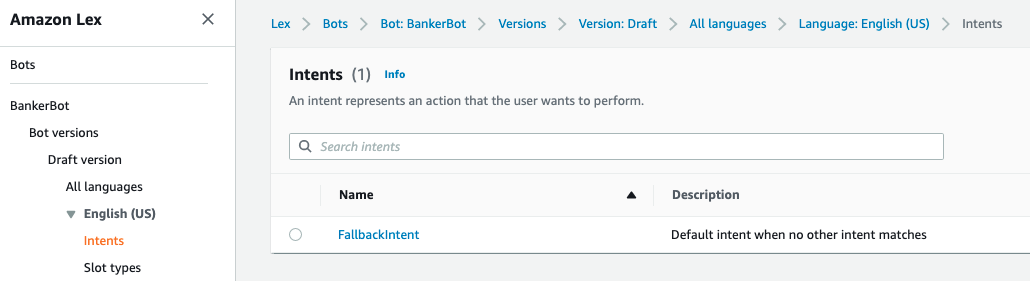 Amazon Lex
Bots
BankerBot
Bot versions
Draft version
All languages
English (US)
Intents
Slot types
Lex > Bots > Bot: BankerBot > Versions > Version: Draft > All languages > Language: English (US) > Intents
Intents (1) Info
An intent represents an action that the user wants to perform.
Search intents
Name Description
FallbackIntent Default intent when no other intent matches